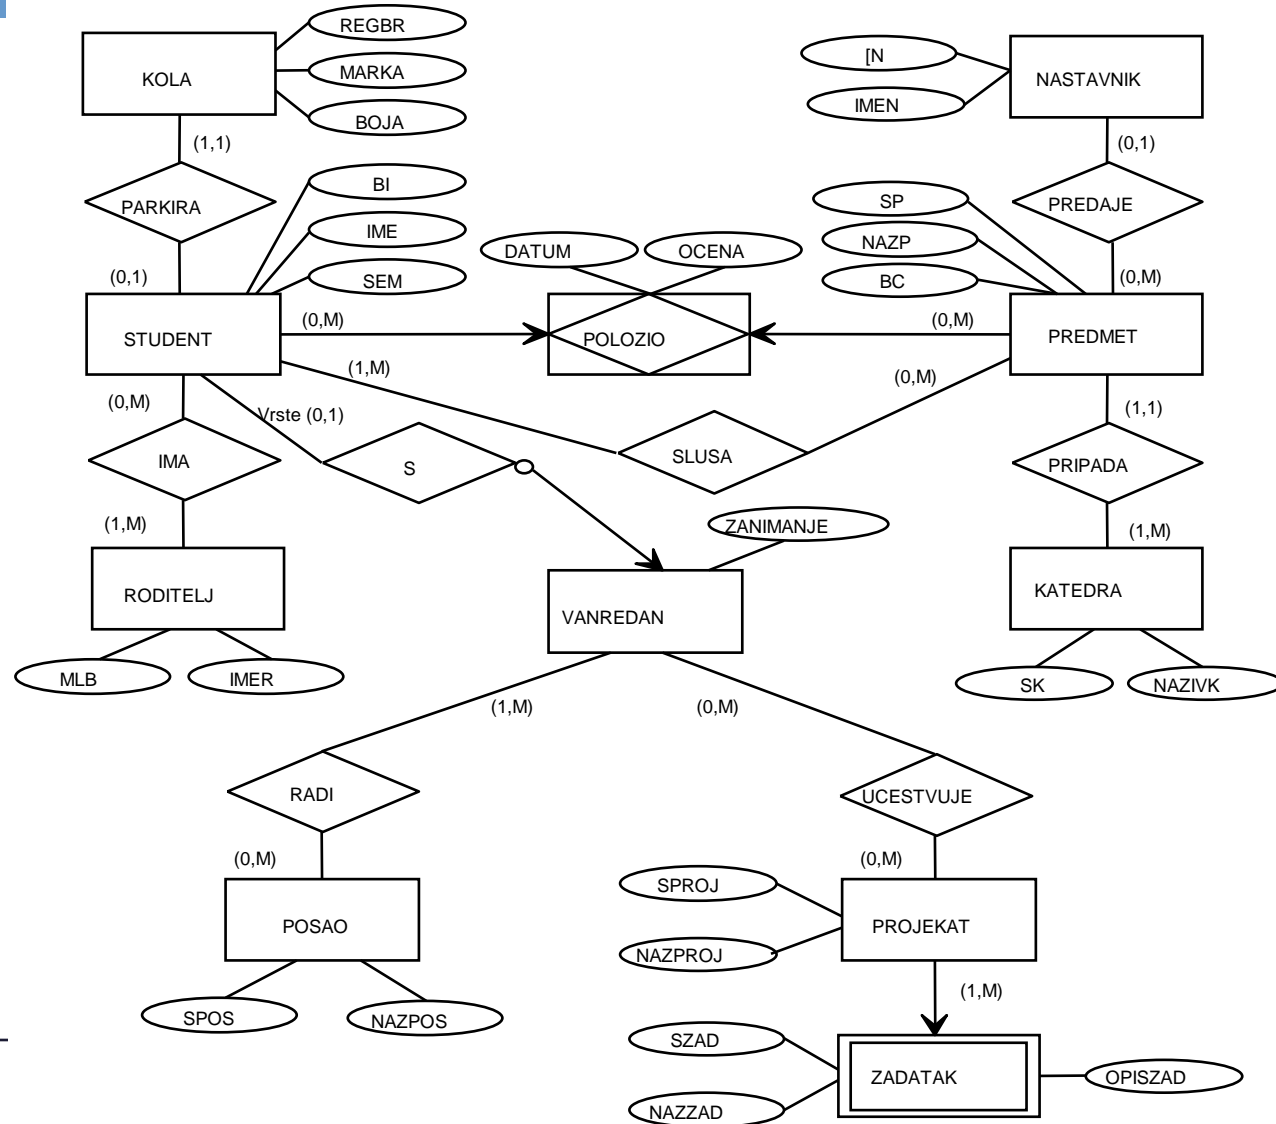 REGBR
KOLA
MARKA
BOJA
(1,1)
PARKIRA
(0,1)
[N
NASTAVNIK
IMEN
(0,1)
PREDAJE
(0,M)
BI
IME
SEM
DATUM
OCENA
SP
NAZP
BC
STUDENT
(0,M)
POLOZIO
(0,M)
PREDMET
(1,M)
(0,M)
SLUSA
(0,M)
IMA
(1,M)
Vrste (0,1)
S
(1,1)
PRIPADA
(1,M)
RODITELJ
MLB
IMER
ZANIMANJE
VANREDAN
KATEDRA
SK
NAZIVK
(1,M)
(0,M)
RADI
UCESTVUJE
(0,M)
(0,M)
POSAO
SPOS
NAZPOS
SPROJ
PROJEKAT
NAZPROJ
(1,M)
SZAD
ZADATAK
OPISZAD
NAZZAD